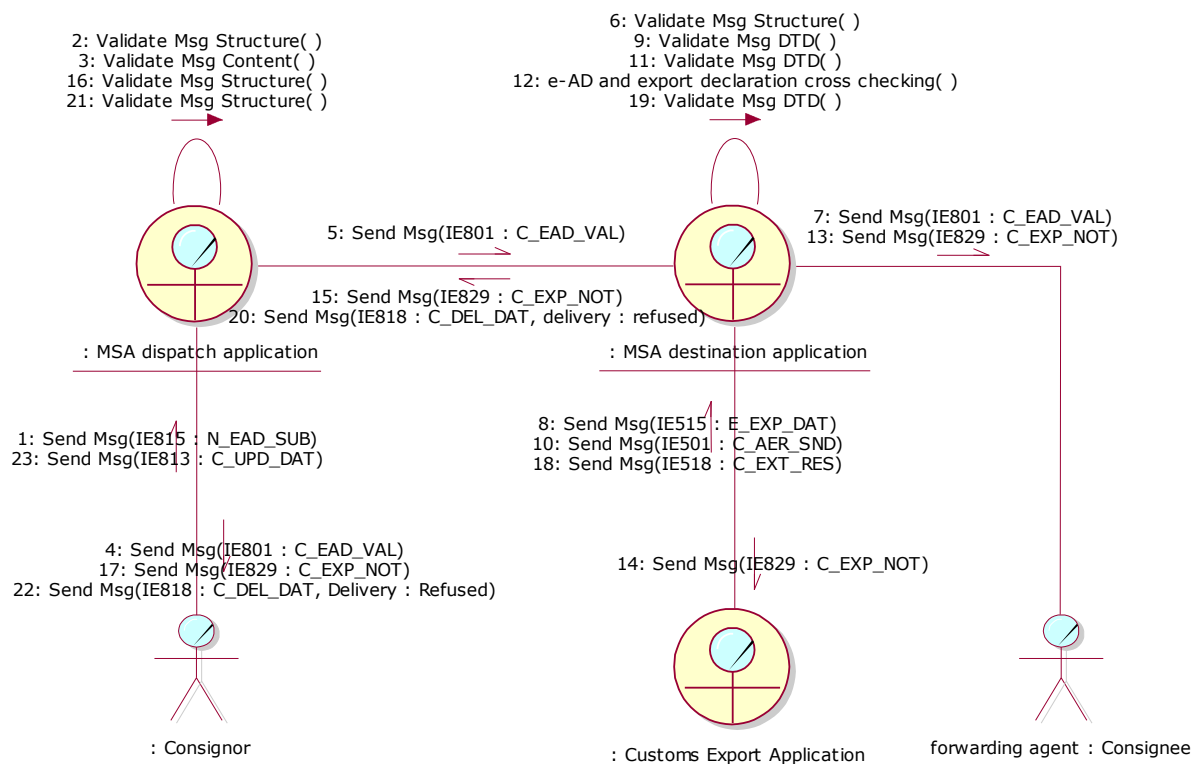 2: Validate Msg Structure( )
3: Validate Msg Content( )
16: Validate Msg Structure( )
21: Validate Msg Structure( )
6: Validate Msg Structure( )
9: Validate Msg DTD( )
11: Validate Msg DTD( )
12: e-AD and export declaration cross checking( )
19: Validate Msg DTD( )
5: Send Msg(IE801 : C_EAD_VAL)
7: Send Msg(IE801 : C_EAD_VAL)
13: Send Msg(IE829 : C_EXP_NOT)
15: Send Msg(IE829 : C_EXP_NOT)
20: Send Msg(IE818 : C_DEL_DAT, delivery : refused)
: MSA dispatch application
: MSA destination application
1: Send Msg(IE815 : N_EAD_SUB)
23: Send Msg(IE813 : C_UPD_DAT)
8: Send Msg(IE515 : E_EXP_DAT)
10: Send Msg(IE501 : C_AER_SND)
18: Send Msg(IE518 : C_EXT_RES)
4: Send Msg(IE801 : C_EAD_VAL)
17: Send Msg(IE829 : C_EXP_NOT)
22: Send Msg(IE818 : C_DEL_DAT, Delivery : Refused)
14: Send Msg(IE829 : C_EXP_NOT)
: Consignor
: Customs Export Application
forwarding agent : Consignee